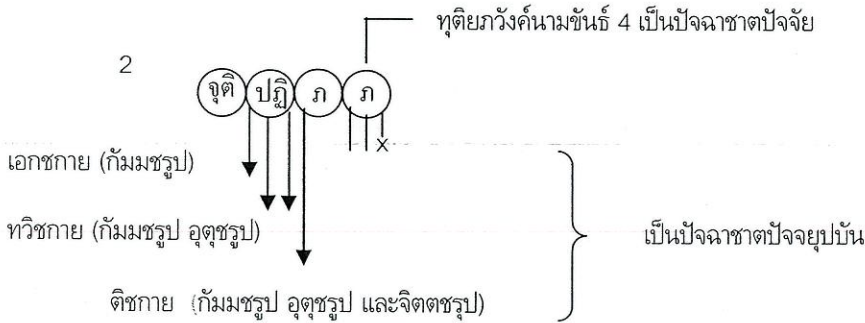 ทุติยภวังค์นามขันธ์ 4 เป็นปัจฉาชาตปัจจัย
2
จุติ ปฏิ ภ ภ
x
เอกชกาย (กัมมชรูป)
ทวิชกาย (กัมมชรูป อุตุชรูป)
เป็นปัจฉาชาตปัจจยุปบัน
ติชกาย (กัมมชรูป อุตุชรูป และจิตตชรูป)